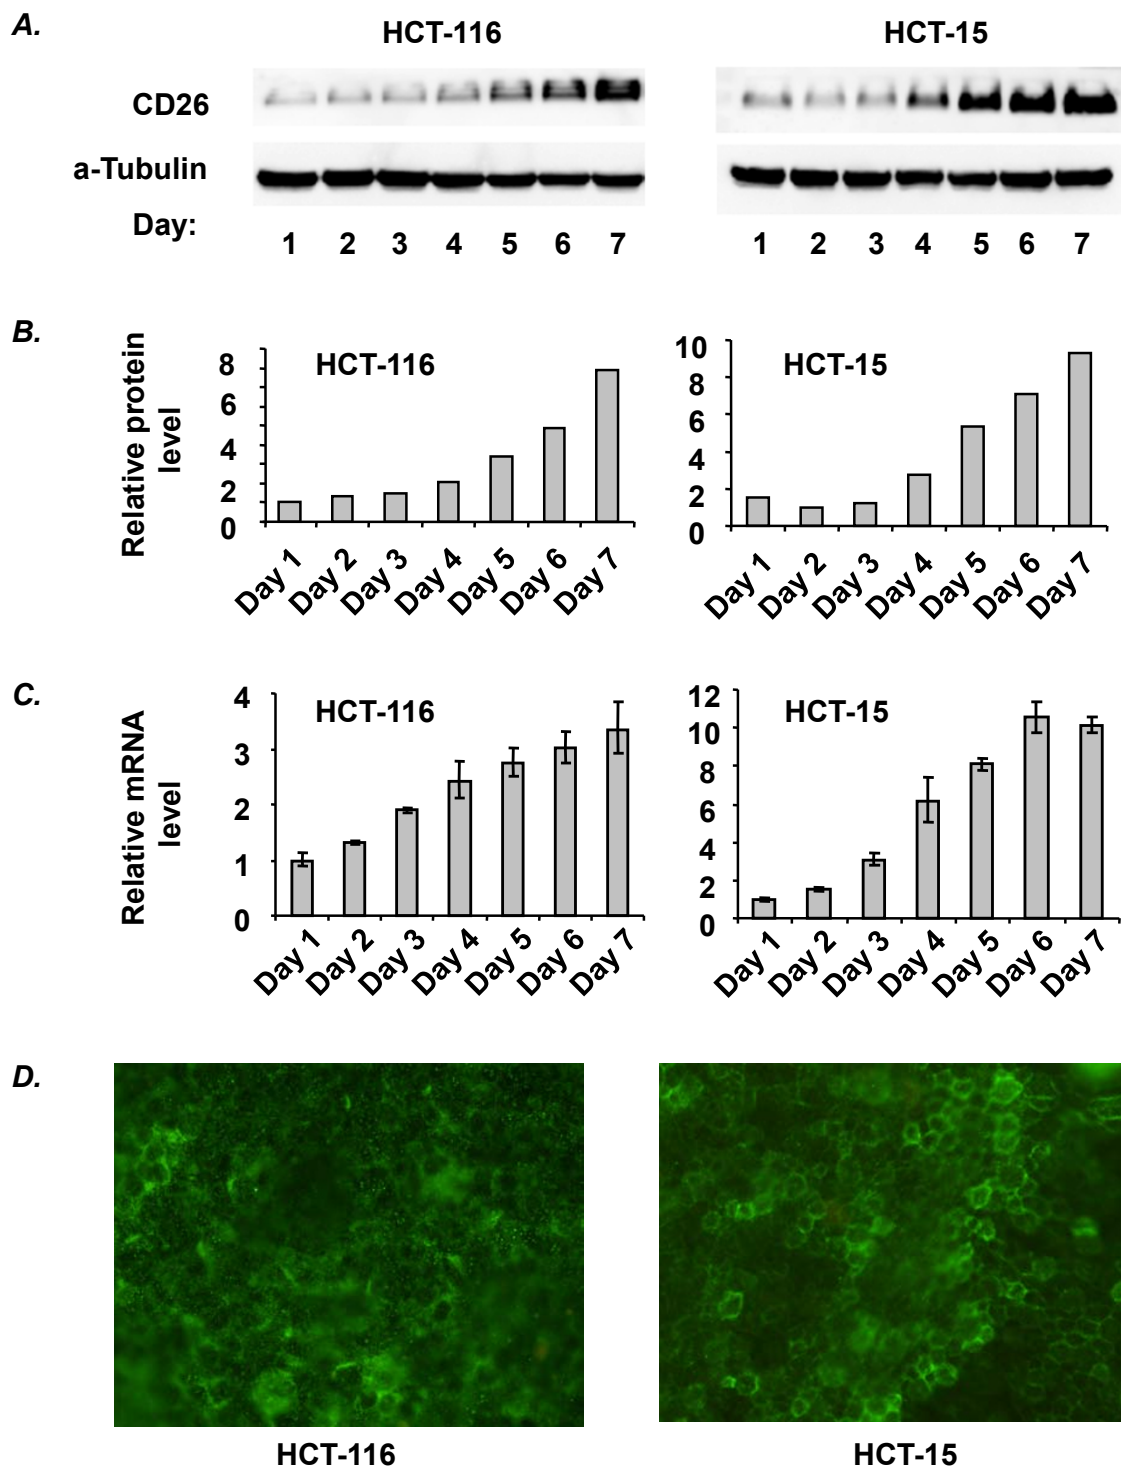 A.
HCT-116 HCT-15
CD26
a-Tubulin
Day:
1 2 3 4 5 6 7 1 2 3 4 5 6 7
B.
Relative protein
level
HCT-116
8
6
4
2
0
Day 1 Day 2 Day 3 Day 4 Day 5 Day 6 Day 7
HCT-15
10
8
6
4
2
0
Day 1 Day 2 Day 3 Day 4 Day 5 Day 6 Day 7
C.
Relative mRNA
level
HCT-116
4
3
2
1
0
Day 1 Day 2 Day 3 Day 4 Day 5 Day 6 Day 7
HCT-15
12
10
8
6
4
2
0
Day 1 Day 2 Day 3 Day 4 Day 5 Day 6 Day 7
D.
HCT-116 HCT-15